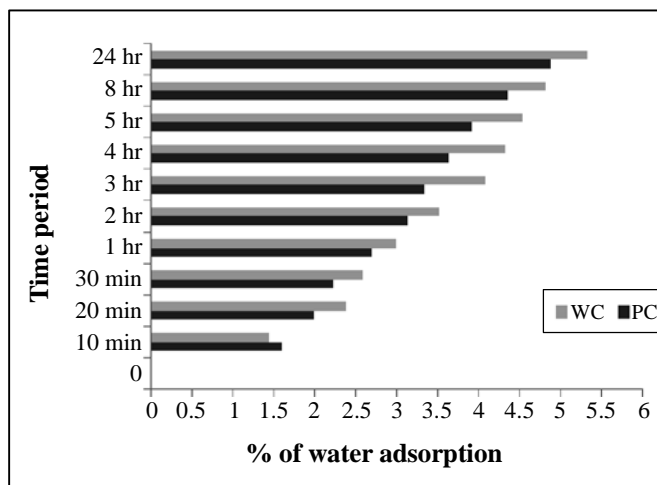 24 hr
8 hr
5 hr
4 hr
3 hr
2 hr
1 hr
30 min
20 min
10 min
0
Time period
WC PC
0 0.5 1 1.5 2 2.5 3 3.5 4 4.5 5 5.5 6
% of water adsorption